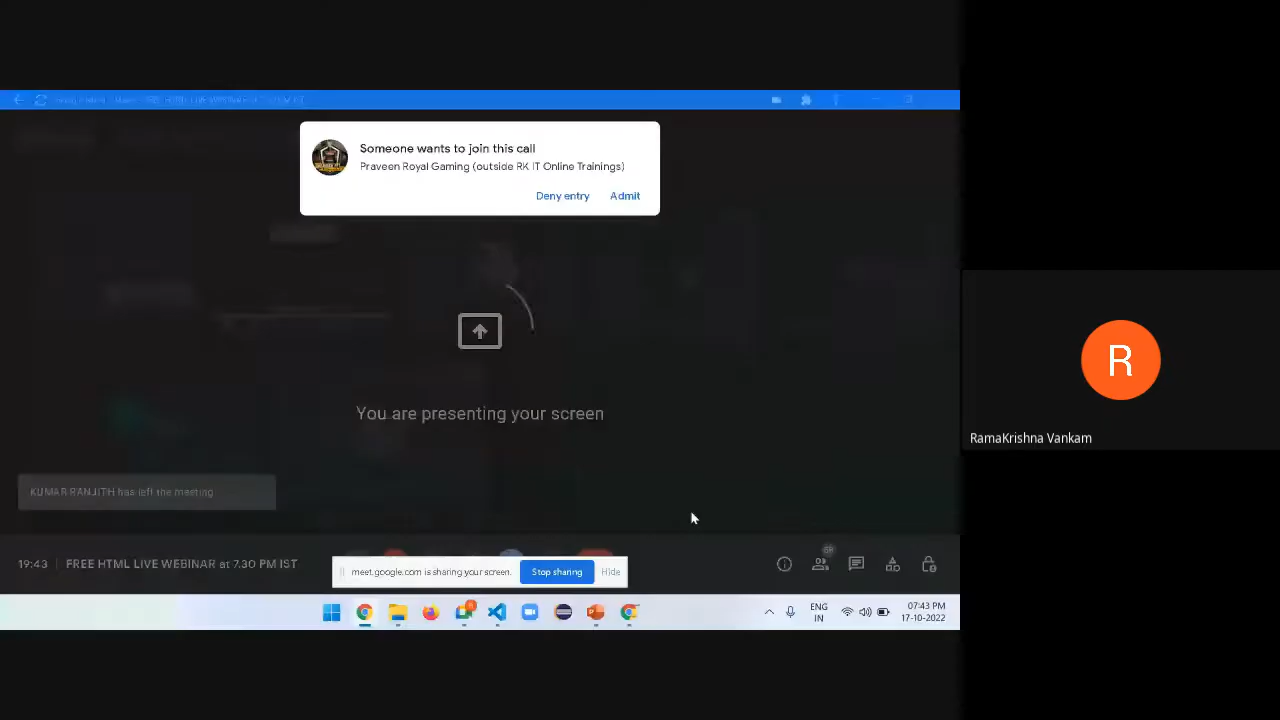 Someone wants to join this call
Praveen Royal Gaming (outside RK IT Online Trainings)
Deny entry Admit
You are presenting your screen
R
RamaKrishna Vankam
KUMAR RANJITH has left the meeting
19:43 | FREE HTML LIVE WEBINAR at 7.30 PM IST
meet.google.com is sharing your screen. Stop sharing Hide
ENG 07:43 PM
IN 17-10-2022